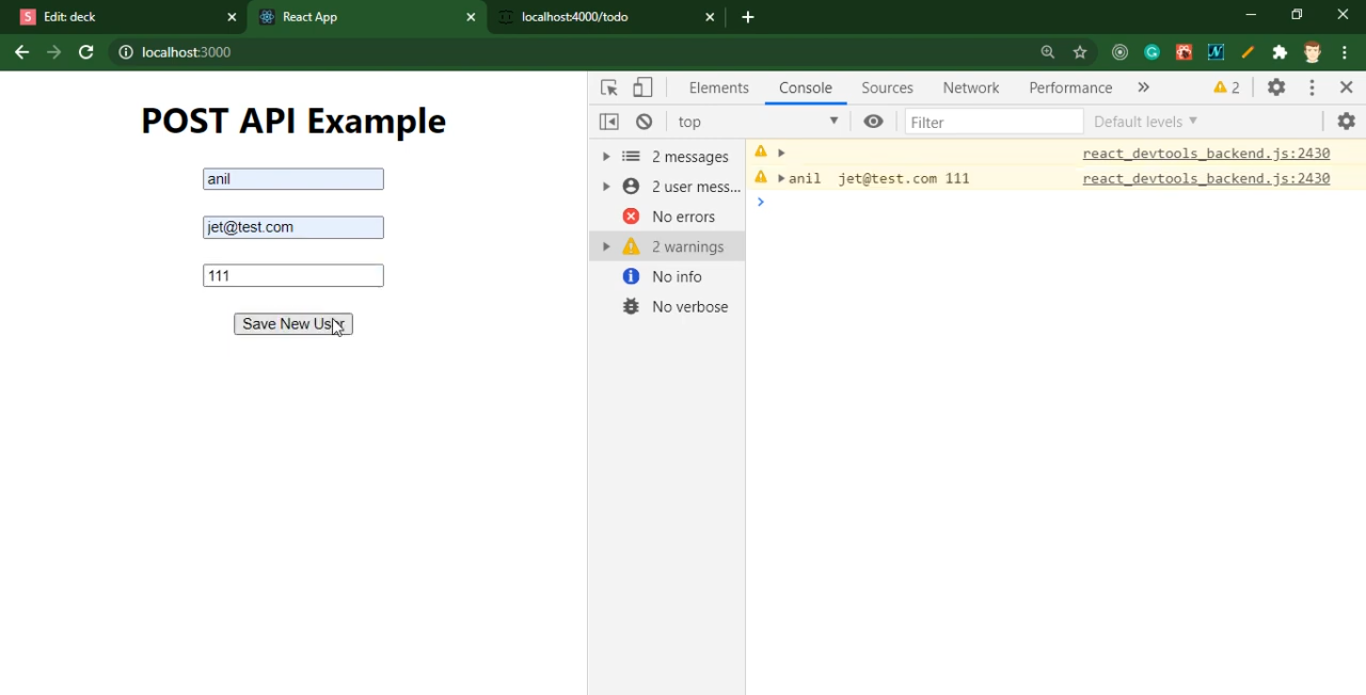 Edit: deck
React App
localhost:4000/todo
localhost:3000
POST API Example
anil
jet@test.com
111
Save New User
Elements Console Sources Network Performance 2
top Filter Default levels
2 messages
2 user mess...
No errors
2 warnings
No info
No verbose
react_devtools_backend.js:2430
anil jet@test.com 111 react_devtools_backend.js:2430